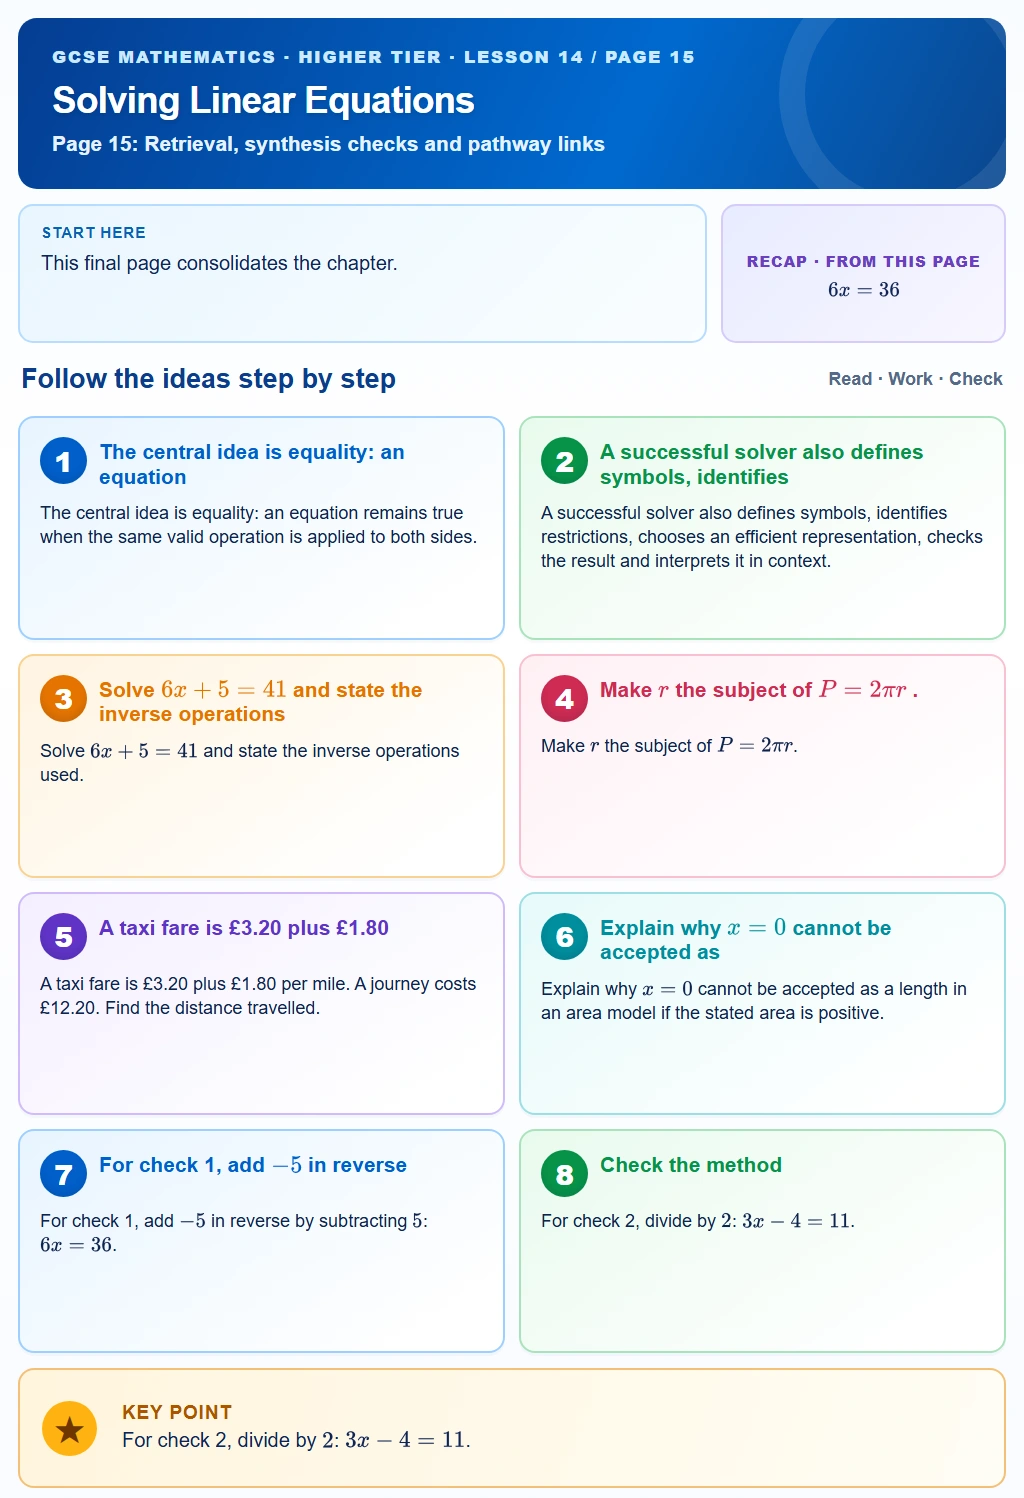 GCSE MATHEMATICS · HIGHER TIER · LESSON 14 / PAGE 15
Solving Linear Equations
Page 15: Retrieval, synthesis checks and pathway links
START HERE
This final page consolidates the chapter.
RECAP · FROM THIS PAGE
6x = 36
Follow the ideas step by step
Read · Work · Check
1
The central idea is equality: an
equation
The central idea is equality: an equation remains true
when the same valid operation is applied to both sides.
2
A successful solver also defines
symbols, identifies
A successful solver also defines symbols, identifies
restrictions, chooses an efficient representation, checks
the result and interprets it in context.
3
Solve 6x + 5 = 41 and state the
inverse operations
Solve 6x + 5 = 41 and state the inverse operations
used.
4
Make r the subject of P = 2πr .
Make r the subject of P = 2πr.
5
A taxi fare is £3.20 plus £1.80
A taxi fare is £3.20 plus £1.80 per mile. A journey costs
£12.20. Find the distance travelled.
6
Explain why x = 0 cannot be
accepted as
Explain why x = 0 cannot be accepted as a length in
an area model if the stated area is positive.
7
For check 1, add −5 in reverse
For check 1, add −5 in reverse by subtracting 5:
6x = 36.
8
Check the method
For check 2, divide by 2: 3x − 4 = 11.
KEY POINT
For check 2, divide by 2: 3x − 4 = 11.